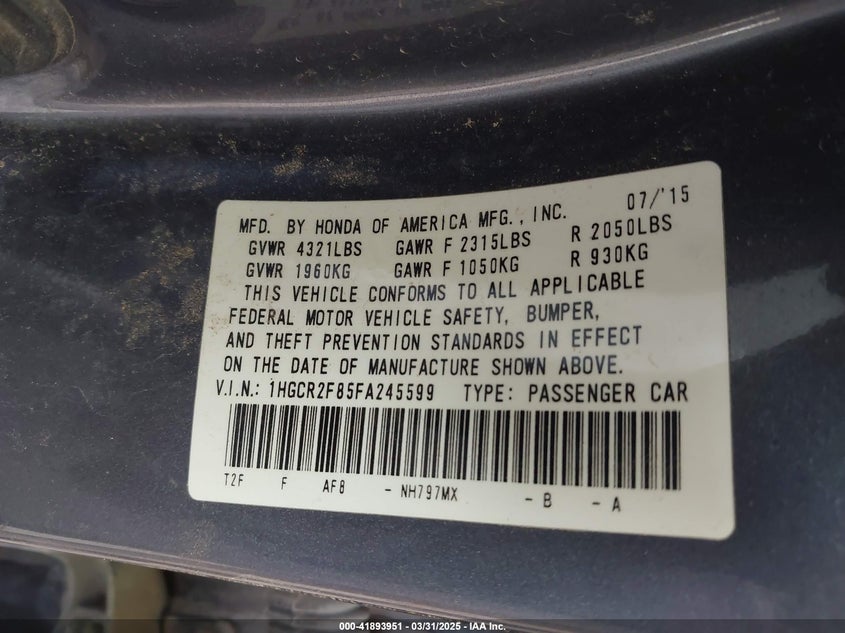 MFD. BY HONDA OF AMERICA MFG., INC. 07/'15
GVWR 4321LBS GAWR F 2315LBS R 2050LBS
GVWR 1960KG GAWR F 1050KG R 930KG
THIS VEHICLE CONFORMS TO ALL APPLICABLE
FEDERAL MOTOR VEHICLE SAFETY, BUMPER,
AND THEFT PREVENTION STANDARDS IN EFFECT
ON THE DATE OF MANUFACTURE SHOWN ABOVE.
V.I.N.: 1HGCR2F85FA245599 TYPE: PASSENGER CAR
T2F F AF8 - NH797MX - B - A
000-41893951 - 03/31/2025 - IAA Inc.